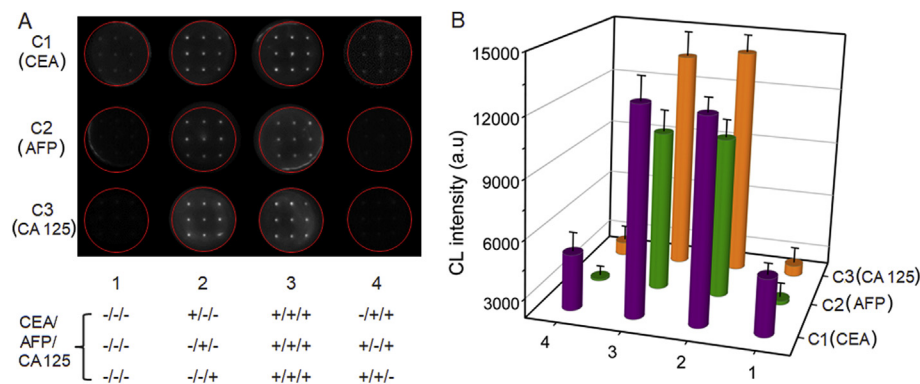 A
C1
(CEA)
C2
(AFP)
C3
(CA 125)
1 2 3 4
CEA/
AFP/
CA125
-/-/- +/-/- +/+/+ -/+/+
-/-/- -/+/- +/+/+ +/-/+
-/-/- -/-/+ +/+/+ +/+/-
B
CL intensity (a.u)
15000
12000
9000
6000
3000
4 3 2 1
C3(CA 125)
C2(AFP)
C1(CEA)